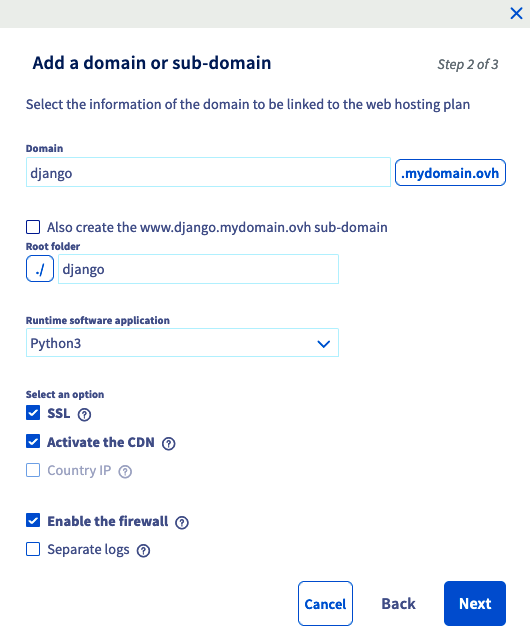 Add a domain or sub-domain
Step 2 of 3
Select the information of the domain to be linked to the web hosting plan
Domain
django
.mydomain.ovh
Also create the www.django.mydomain.ovh sub-domain
Root folder
./
django
Runtime software application
Python3
Select an option
SSL ?
Activate the CDN ?
Country IP ?
Enable the firewall ?
Separate logs ?
Cancel Back Next